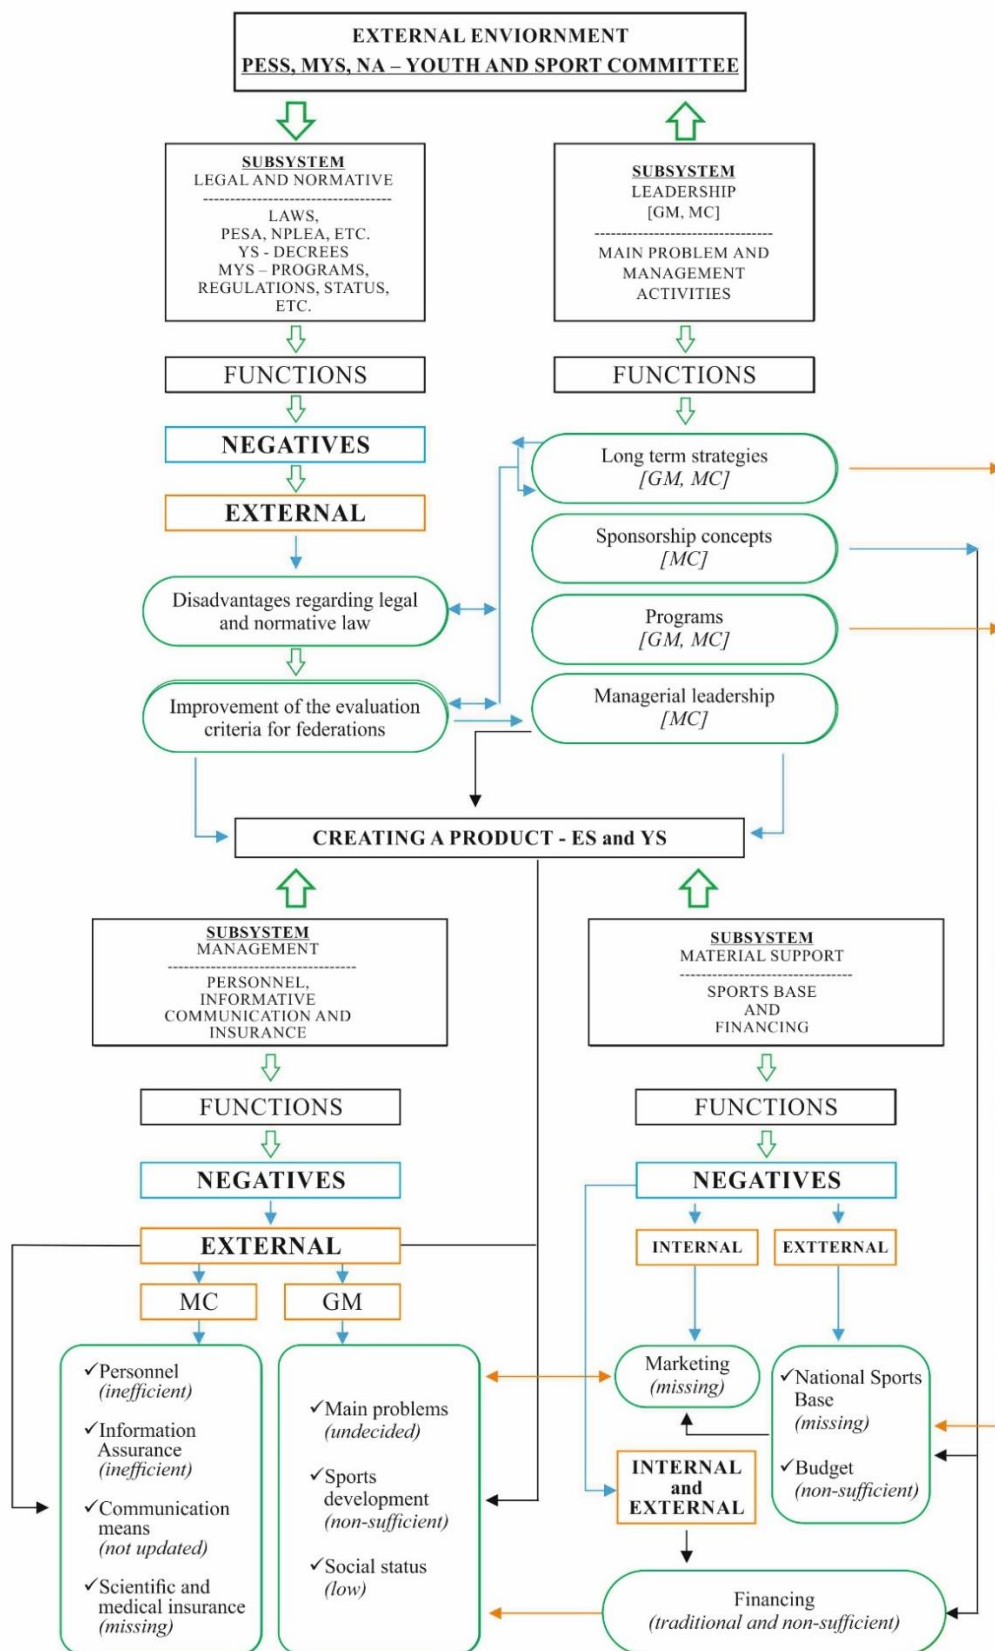 EXTERNAL ENVIORNMENT
PESS, MYS, NA – YOUTH AND SPORT COMMITTEE
SUBSYSTEM
LEGAL AND NORMATIVE
-----------------------------------
LAWS,
PESA, NPLEA, ETC.
YS - DECREES
MYS – PROGRAMS,
REGULATIONS, STATUS,
ETC.
SUBSYSTEM
LEADERSHIP
[GM, MC]
---------------------------------
MAIN PROBLEM AND
MANAGEMENT
ACTIVITIES
FUNCTIONS
FUNCTIONS
NEGATIVES
EXTERNAL
Long term strategies
[GM, MC]
Sponsorship concepts
[MC]
Disadvantages regarding legal
and normative law
Programs
[GM, MC]
Improvement of the evaluation
criteria for federations
Managerial leadership
[MC]
CREATING A PRODUCT - ES and YS
SUBSYSTEM
MANAGEMENT
-----------------------------------
PERSONNEL,
INFORMATIVE
COMMUNICATION AND
INSURANCE
SUBSYSTEM
MATERIAL SUPPORT
--------------------------------
SPORTS BASE
AND
FINANCING
FUNCTIONS
FUNCTIONS
NEGATIVES
NEGATIVES
EXTERNAL
INTERNAL
EXTTERNAL
MC
GM
✓Personnel
(inefficient)
✓Information
Assurance
(inefficient)
✓Communication
means
(not updated)
✓Scientific and
medical insurance
(missing)
✓Main problems
(undecided)
✓Sports
development
(non-sufficient)
✓Social status
(low)
Marketing
(missing)
✓National Sports
Base
(missing)
✓Budget
(non-sufficient)
INTERNAL
and
EXTERNAL
Financing
(traditional and non-sufficient)